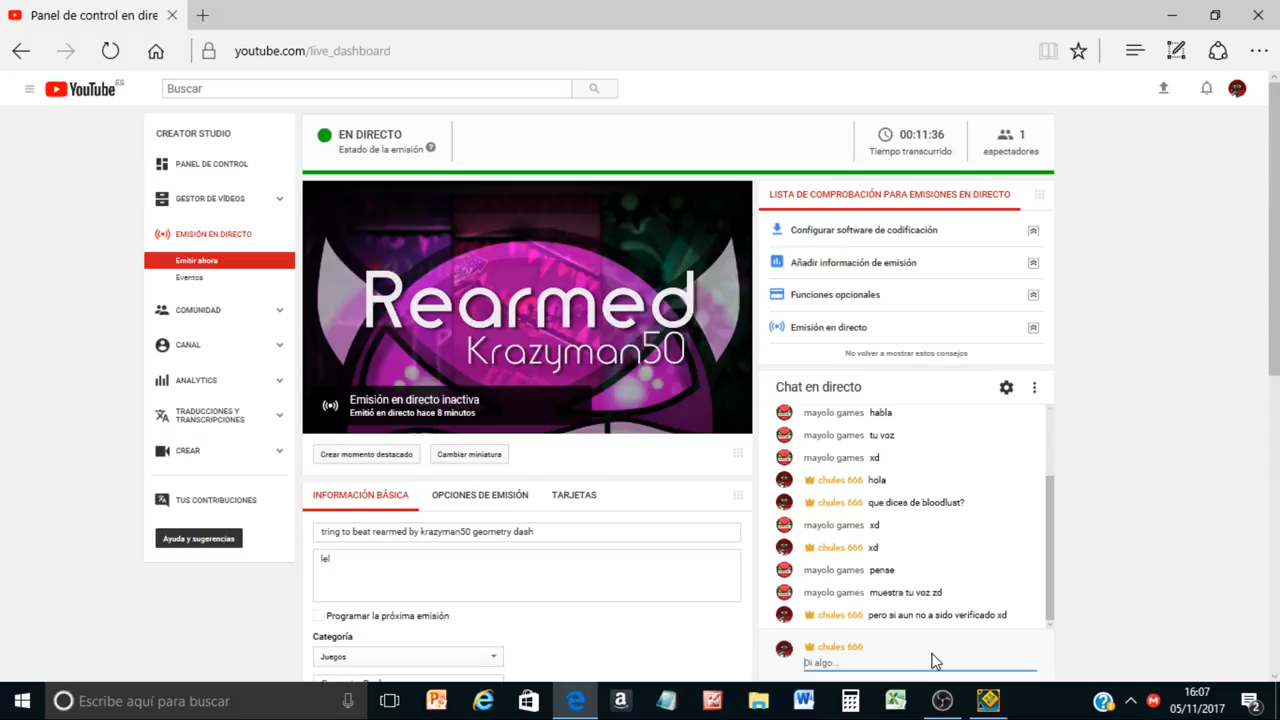 Panel de control en dire
youtube.com/live_dashboard
YouTube ES
Buscar
CREATOR STUDIO
PANEL DE CONTROL
GESTOR DE VÍDEOS
EMISIÓN EN DIRECTO
Emitir ahora
Eventos
COMUNIDAD
CANAL
ANALYTICS
TRADUCCIONES Y
TRANSCRIPCIONES
CREAR
TUS CONTRIBUCIONES
Ayuda y sugerencias
EN DIRECTO
Estado de la emisión ?
00:11:36
Tiempo transcurrido
1
espectadores
Rearmed
Krazyman50
Emisión en directo inactiva
Emitió en directo hace 8 minutos
Crear momento destacado
Cambiar miniatura
INFORMACIÓN BÁSICA OPCIONES DE EMISIÓN TARJETAS
tring to beat rearmed by krazyman50 geometry dash
lel
Programar la próxima emisión
Categoría
Juegos
LISTA DE COMPROBACIÓN PARA EMISIONES EN DIRECTO
Configurar software de codificación
Añadir información de emisión
Funciones opcionales
Emisión en directo
No volver a mostrar estos consejos
Chat en directo
mayolo games habla
mayolo games tu voz
mayolo games xd
chules 666 hola
chules 666 que dices de bloodlust?
mayolo games xd
chules 666 xd
mayolo games pense
mayolo games muestra tu voz zd
chules 666 pero si aun no a sido verificado xd
chules 666
Di algo...
Escribe aquí para buscar
16:07
05/11/2017
2